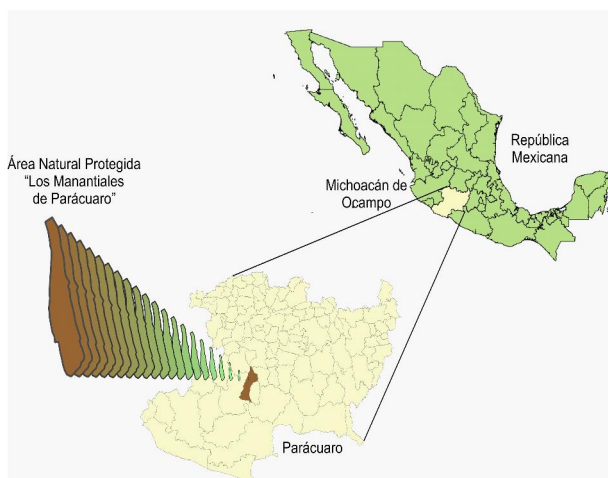 República
Mexicana
Área Natural Protegida
“Los Manantiales
de Parácuaro”
Michoacán de
Ocampo
Parácuaro